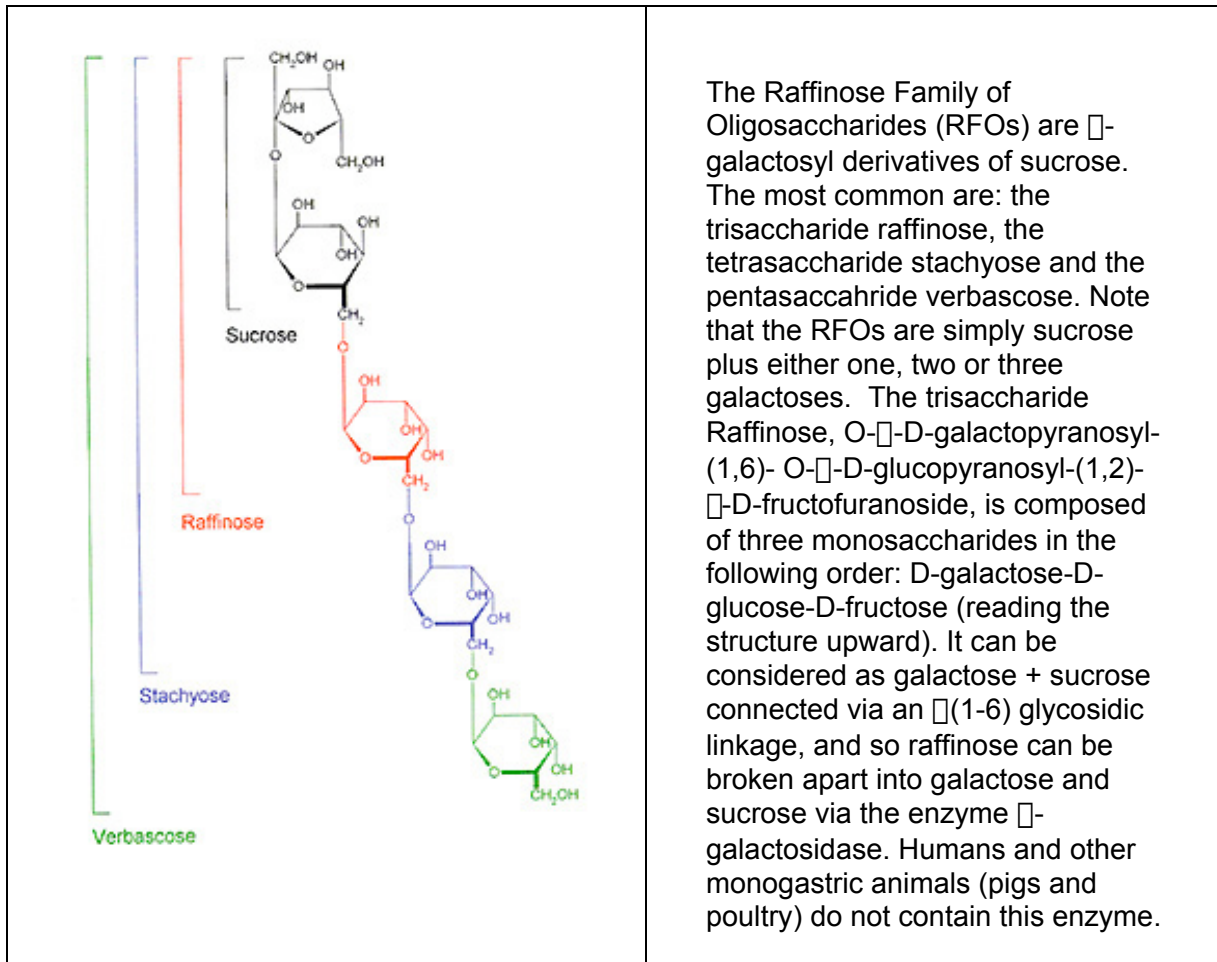 CH₂OH OH
OH
O
O
CH₂OH
OH
OH
OH
O
CH₂
Sucrose
O
OH
OH
O
OH
CH₂
Raffinose
O
OH
OH
O
OH
CH₂
Stachyose
O
OH
OH
O
OH
CH₂OH
Verbascose
The Raffinose Family of
Oligosaccharides (RFOs) are ▯-
galactosyl derivatives of sucrose.
The most common are: the
trisaccharide raffinose, the
tetrasaccharide stachyose and the
pentasaccahride verbascose. Note
that the RFOs are simply sucrose
plus either one, two or three
galactoses. The trisaccharide
Raffinose, O-▯-D-galactopyranosyl-
(1,6)- O-▯-D-glucopyranosyl-(1,2)-
▯-D-fructofuranoside, is composed
of three monosaccharides in the
following order: D-galactose-D-
glucose-D-fructose (reading the
structure upward). It can be
considered as galactose + sucrose
connected via an ▯(1-6) glycosidic
linkage, and so raffinose can be
broken apart into galactose and
sucrose via the enzyme ▯-
galactosidase. Humans and other
monogastric animals (pigs and
poultry) do not contain this enzyme.